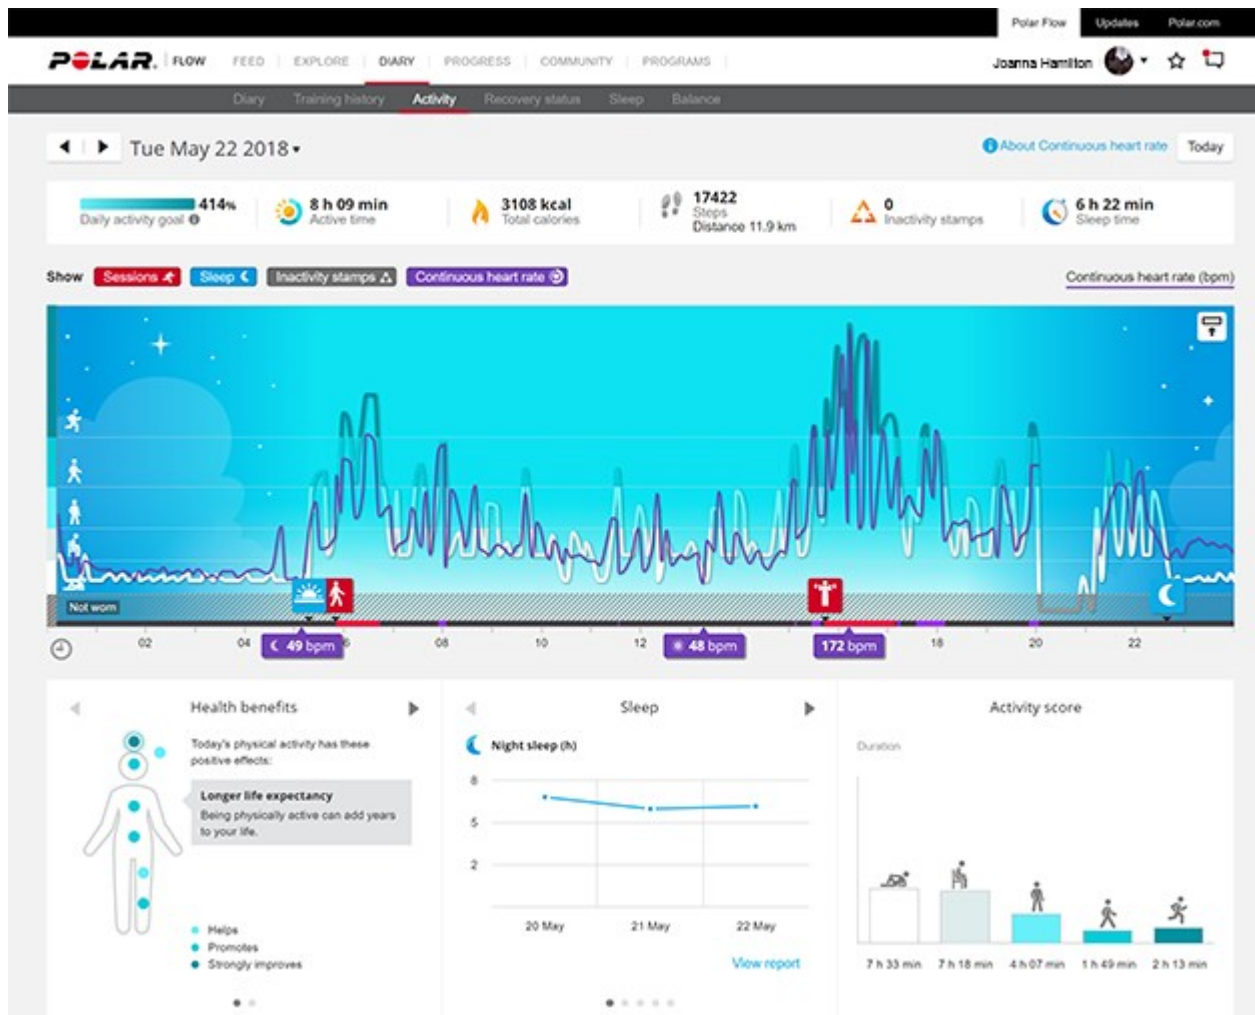 Polar Flow Updates Polar.com
POLAR. FLOW FEED EXPLORE DIARY PROGRESS COMMUNITY PROGRAMS Joanna Hamilton
Diary Training history Activity Recovery status Sleep Balance
Tue May 22 2018 About Continuous heart rate Today
414%
Daily activity goal
8 h 09 min
Active time
3108 kcal
Total calories
17422
Steps
Distance 11.9 km
0
Inactivity stamps
6 h 22 min
Sleep time
Show Sessions Sleep Inactivity stamps Continuous heart rate Continuous heart rate (bpm)
Not worn
02 04 6 08 10 12 18 20 22
49 bpm 48 bpm 172 bpm
Health benefits
Today's physical activity has these
positive effects:
Longer life expectancy
Being physically active can add years
to your life.
Helps
Promotes
Strongly improves
Sleep
Night sleep (h)
8
5
2
20 May 21 May 22 May
View report
Activity score
Duration
7 h 33 min 7 h 18 min 4 h 07 min 1 h 49 min 2 h 13 min